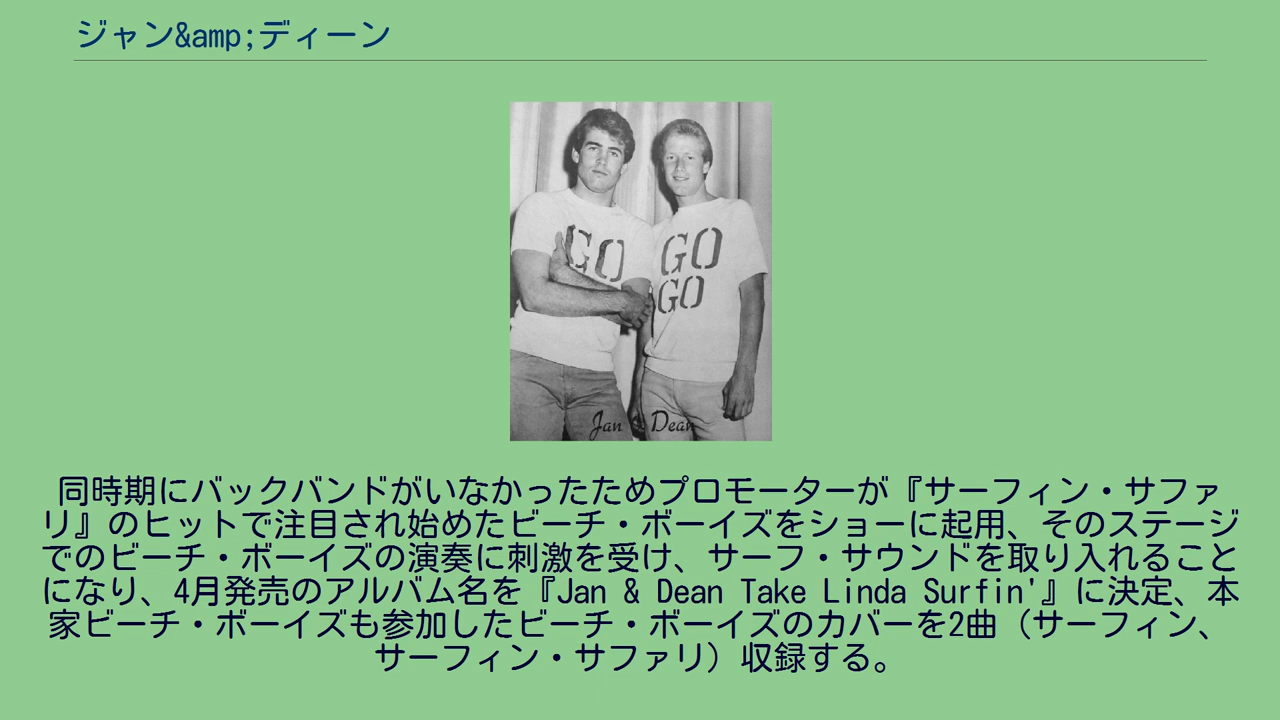 ジャン&amp;ディーン
GO
GO
GO
Jan & Dean
同時期にバックバンドがいなかったためプロモーターが『サーフィン・サファ
リ』のヒットで注目され始めたビーチ・ボーイズをショーに起用、そのステージ
でのビーチ・ボーイズの演奏に刺激を受け、サーフ・サウンドを取り入れること
になり、4月発売のアルバム名を『Jan & Dean Take Linda Surfin'』に決定、本
家ビーチ・ボーイズも参加したビーチ・ボーイズのカバーを2曲（サーフィン、
サーフィン・サファリ）収録する。